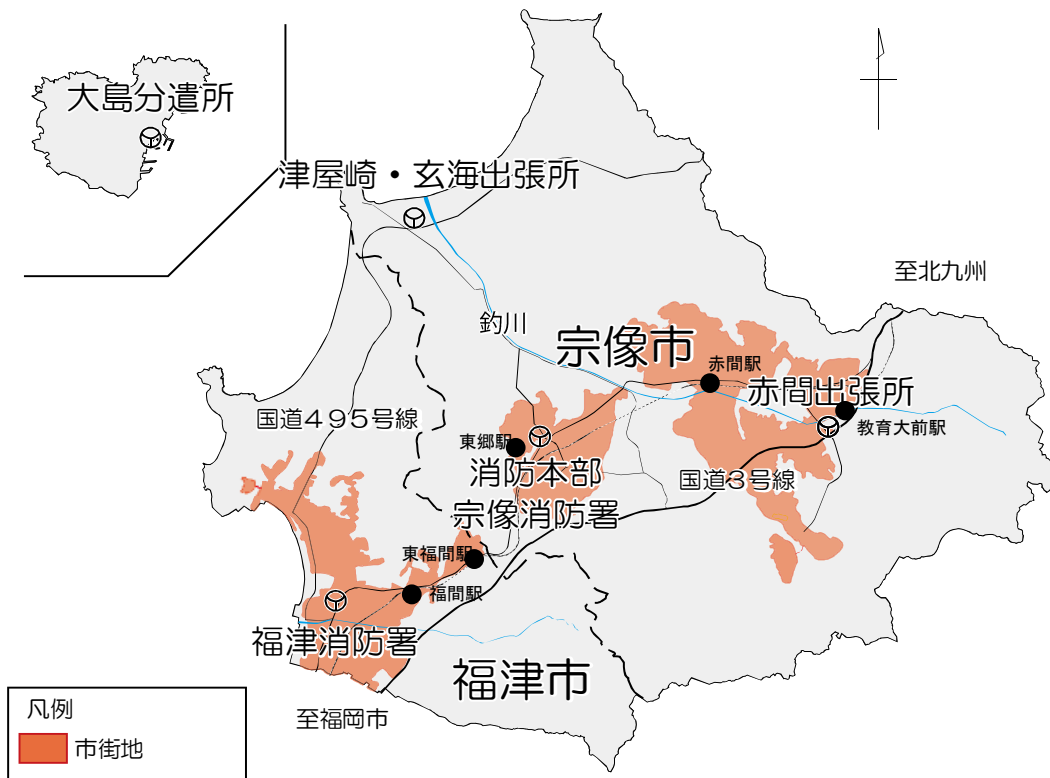 大島分遣所
津屋崎・玄海出張所
至北九州
釣川
宗像市
赤間駅
赤間出張所
国道495号線
教育大前駅
東郷駅
消防本部
宗像消防署
国道3号線
東福間駅
福間駅
福津消防署
福津市
至福岡市
凡例
市街地